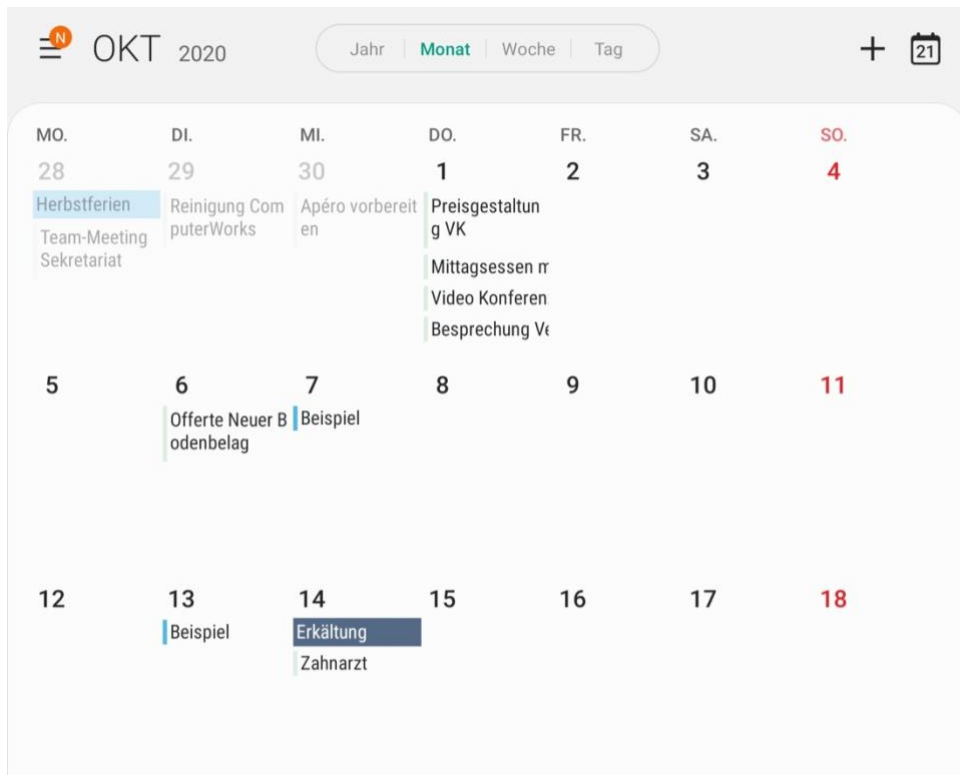 N
OKT 2020
Jahr Monat Woche Tag
21
MO. DI. MI. DO. FR. SA. SO.
28 29 30 1 2 3 4
Herbstferien
Team-Meeting
Sekretariat
Reinigung Com
puterWorks
Apéro vorbereit
en
Preisgestaltun
g VK
Mittagsessen
Video Konferen
Besprechung
5 6 7 8 9 10 11
Offerte Neuer B
odenbelag
Beispiel
12 13 14 15 16 17 18
Beispiel
Erkältung
Zahnarzt